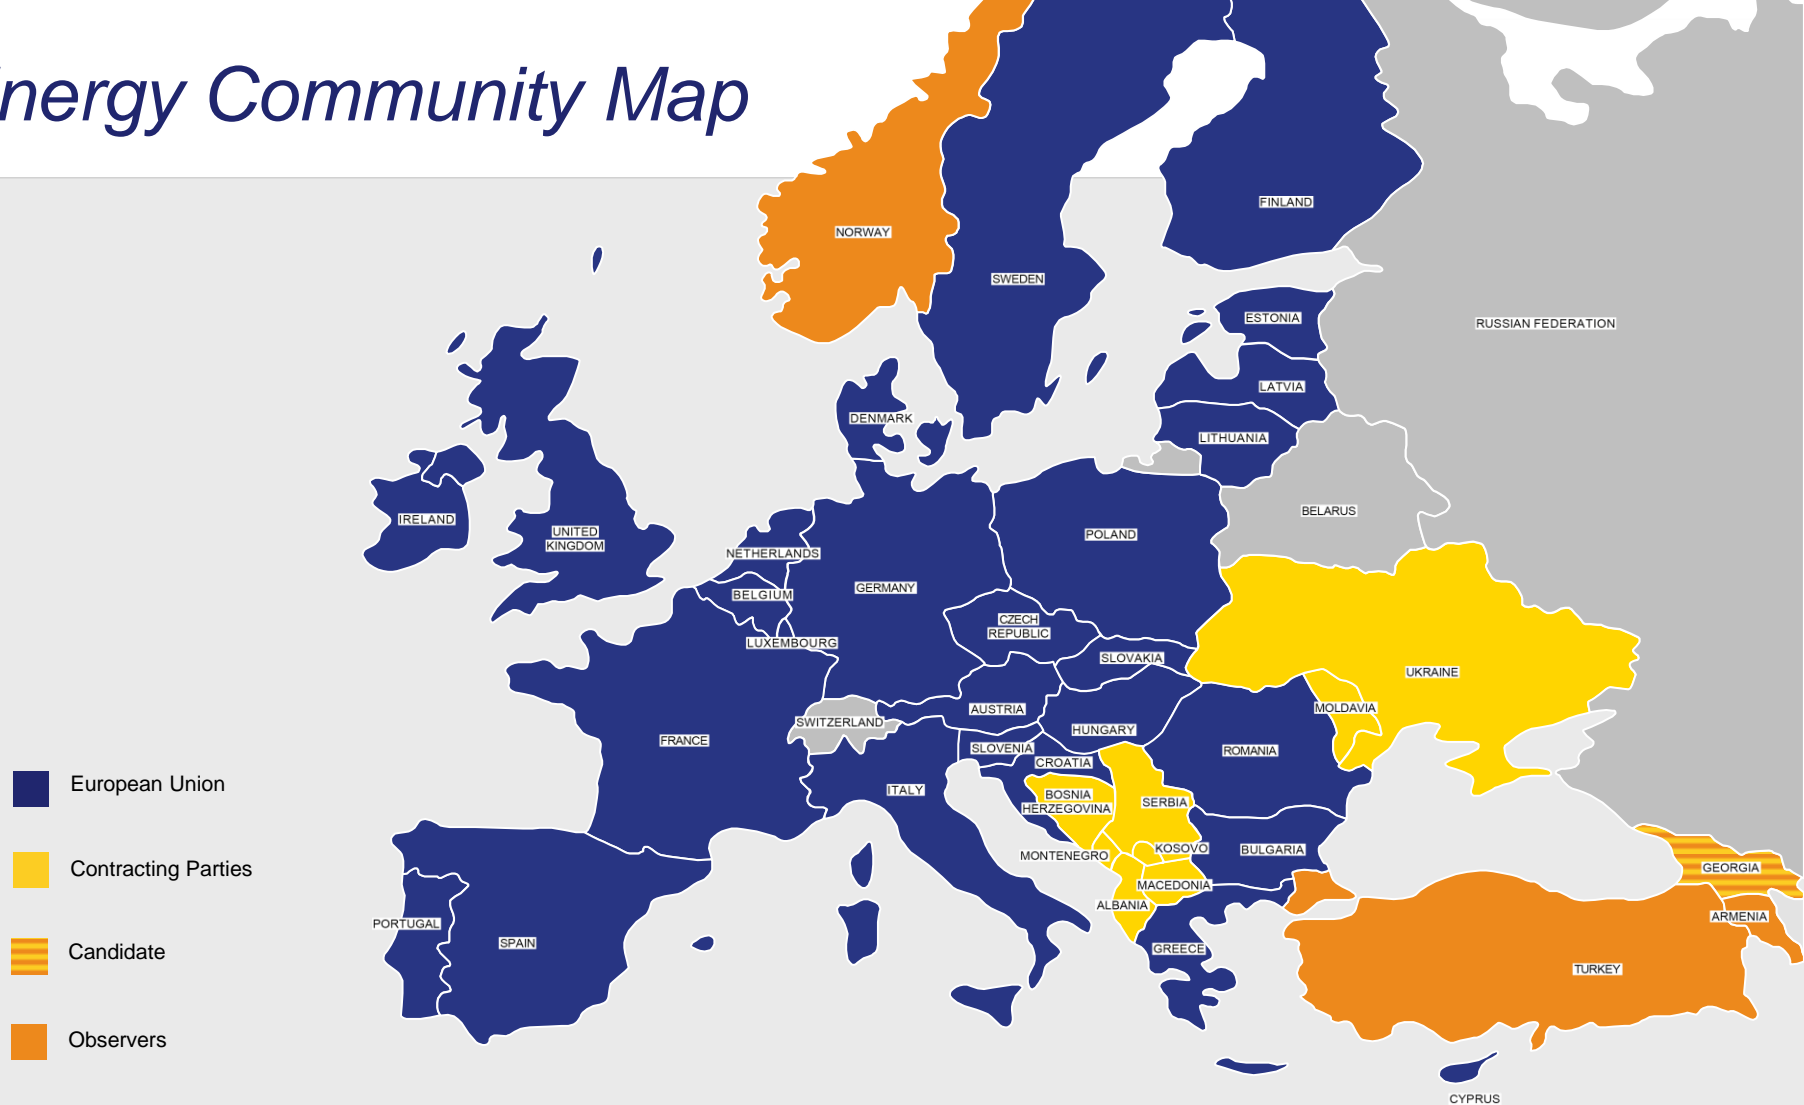 nergy Community Map
NORWAY
FINLAND
SWEDEN
ESTONIA
RUSSIAN FEDERATION
LATVIA
DENMARK
LITHUANIA
BELARUS
IRELAND
UNITED
KINGDOM
POLAND
NETHERLANDS
GERMANY
BELGIUM
CZECH
REPUBLIC
LUXEMBOURG
SLOVAKIA
UKRAINE
AUSTRIA
MOLDAVIA
SWITZERLAND
HUNGARY
FRANCE
SLOVENIA
ROMANIA
CROATIA
ITALY
BOSNIA
HERZEGOVINA
SERBIA
MONTENEGRO
KOSOVO
BULGARIA
GEORGIA
MACEDONIA
ALBANIA
ARMENIA
PORTUGAL
SPAIN
GREECE
TURKEY
CYPRUS
European Union
Contracting Parties
Candidate
Observers